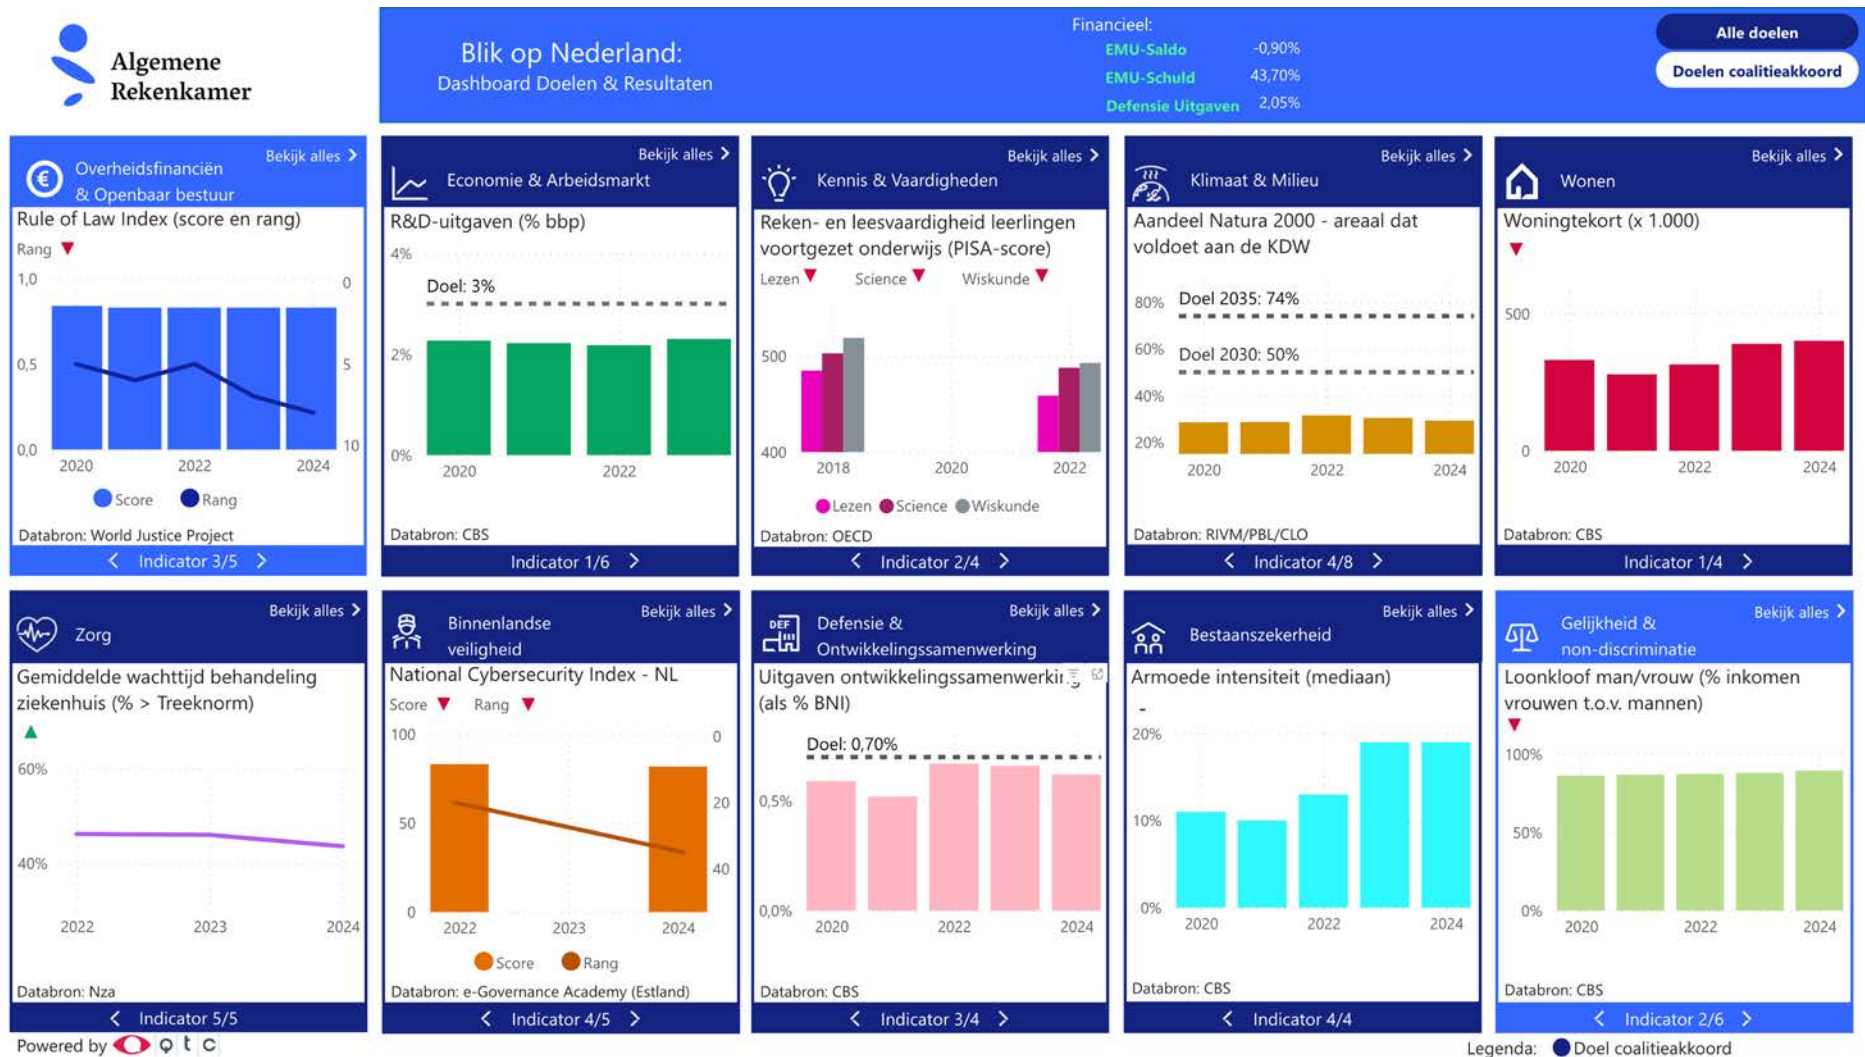 Algemene
Rekenkamer
Blik op Nederland:
Dashboard Doelen & Resultaten
Financieel:
EMU-Saldo -0,90%
EMU-Schuld 43,70%
Defensie Uitgaven 2,05%
Alle doelen
Doelen coalitieakkoord
Bekijk alles >
Overheidsfinanciën
& Openbaar bestuur
Rule of Law Index (score en rang)
Rang ▼
1,0
0,5
0,0
0
5
10
2020 2022 2024
Score Rang
Databron: World Justice Project
< Indicator 3/5 >
Bekijk alles >
Economie & Arbeidsmarkt
R&D-uitgaven (% bbp)
4%
Doel: 3%
2%
0%
2020 2022
Databron: CBS
Indicator 1/6 >
Bekijk alles >
Kennis & Vaardigheden
Reken- en leesvaardigheid leerlingen
voortgezet onderwijs (PISA-score)
Lezen ▼ Science ▼ Wiskunde ▼
500
400
2018 2020 2022
Lezen Science Wiskunde
Databron: OECD
< Indicator 2/4 >
Bekijk alles >
Klimaat & Milieu
Aandeel Natura 2000 - areaal dat
voldoet aan de KDW
80% Doel 2035: 74%
60% Doel 2030: 50%
40%
20%
2020 2022 2024
Databron: RIVM/PBL/CLO
< Indicator 4/8 >
Bekijk alles >
Wonen
Woningtekort (x 1.000)
▼
500
0
2020 2022 2024
Databron: CBS
Indicator 1/4 >
Bekijk alles >
Zorg
Gemiddelde wachttijd behandeling
ziekenhuis (% > Treeknorm)
▲
60%
40%
2022 2023 2024
Databron: Nza
< Indicator 5/5
Bekijk alles >
Binnenlandse
veiligheid
National Cybersecurity Index - NL
Score ▼ Rang ▼
100
50
0
0
20
40
2022 2023 2024
Score Rang
Databron: e-Governance Academy (Estland)
< Indicator 4/5 >
Bekijk alles >
DEF
Defensie &
Ontwikkelingssamenwerking
Uitgaven ontwikkelingssamenwerking
(als % BNI)
Doel: 0,70%
0,5%
0,0%
2020 2022 2024
Databron: CBS
< Indicator 3/4 >
Bekijk alles >
Bestaanszekerheid
Armoede intensiteit (mediaan)
-
20%
10%
0%
2020 2022 2024
Databron: CBS
< Indicator 4/4
Bekijk alles >
Gelijkheid &
non-discriminatie
Loonkloof man/vrouw (% inkomen
vrouwen t.o.v. mannen)
▼
100%
50%
0%
2020 2022 2024
Databron: CBS
< Indicator 2/6 >
Powered by Q t C
Legenda: Doel coalitieakkoord